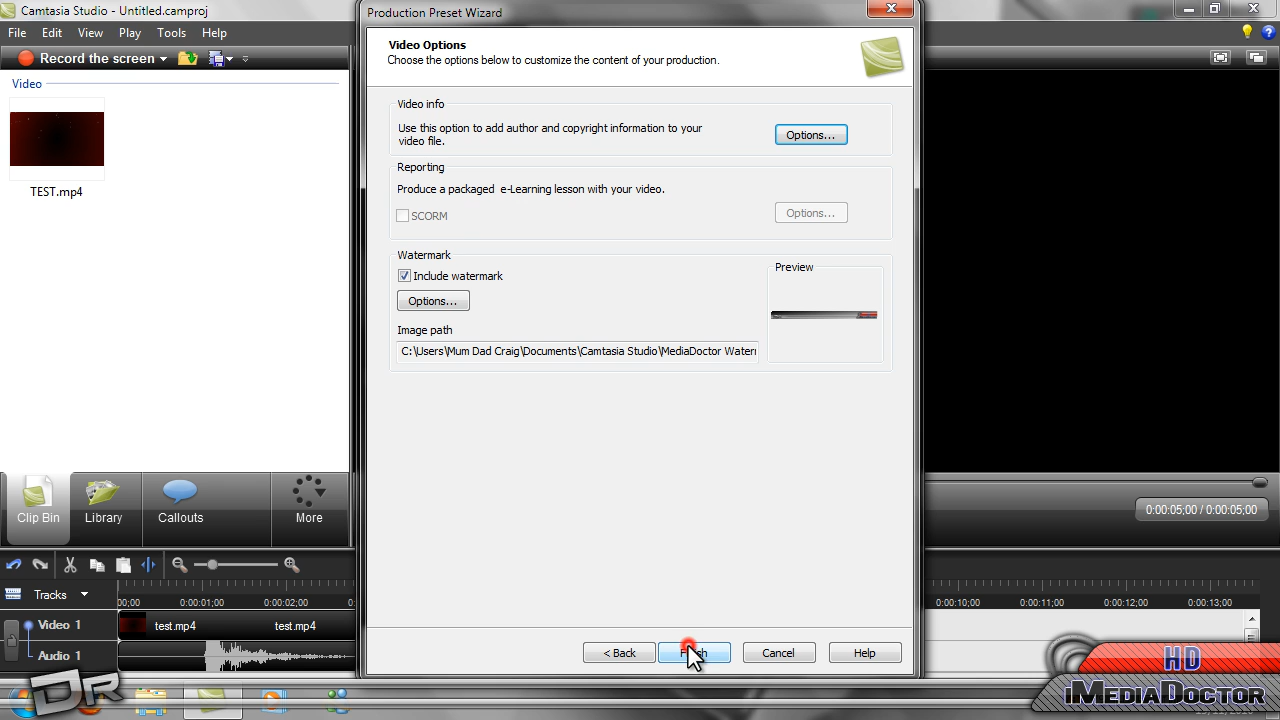 Camtasia Studio - Untitled.camproj
File Edit View Play Tools Help
Record the screen
Video
TEST.mp4
Clip Bin
Library
Callouts
More
Tracks
00;00 0:00:01;00 0:00:02;00
Video 1
test.mp4 test.mp4
Audio 1
Production Preset Wizard
Video Options
Choose the options below to customize the content of your production.
Video info
Use this option to add author and copyright information to your
video file.
Options...
Reporting
Produce a packaged e-Learning lesson with your video.
SCORM
Options...
Watermark
Include watermark
Options...
Preview
Image path
C:\Users\Mum Dad Craig\Documents\Camtasia Studio\MediaDoctor Water
< Back
Cancel
Help
0:00:05;00 / 0:00:05;00
0:00:10;00 0:00:11;00 0:00:12;00 0:00:13;00
DR
HD
iMEDiADOCTOR